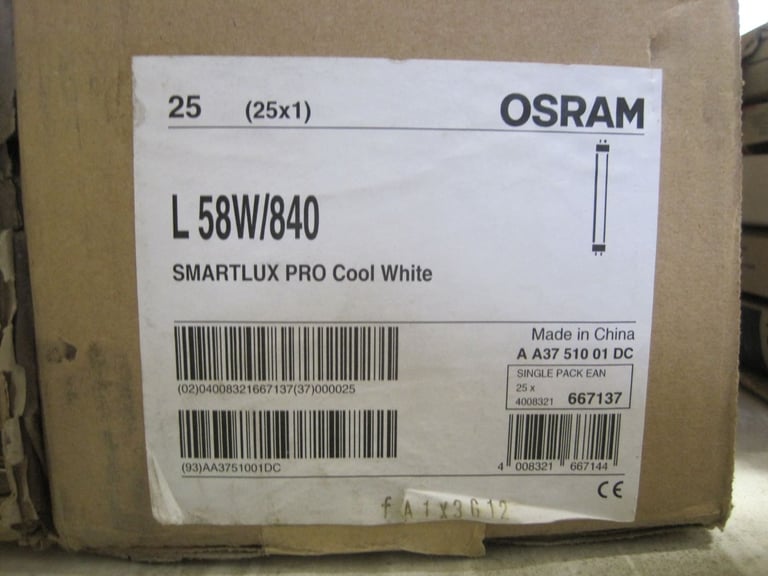 25 (25x1) OSRAM
L 58W/840
SMARTLUX PRO Cool White
(02)04008321667137(37)000025
(93)AA3751001DC
Made in China
A A37 510 01 DC
SINGLE PACK EAN
25 x
4008321 667137
4 008321 667144
CE